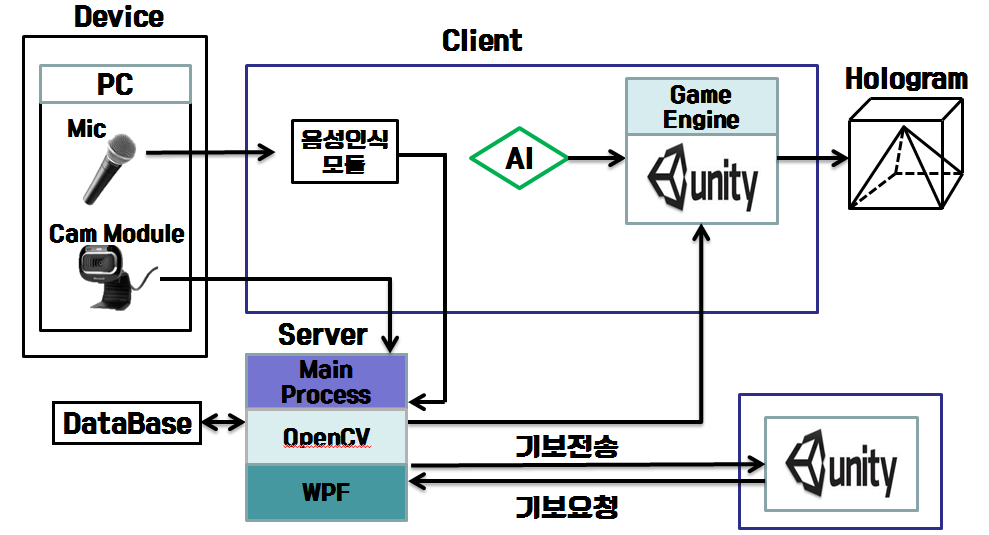 Device
Client
PC
Mic
음성인식
모듈
AI
Game
Engine
unity
Hologram
Cam Module
Server
Main
Process
DataBase
OpenCV
WPF
기보전송
기보요청
unity